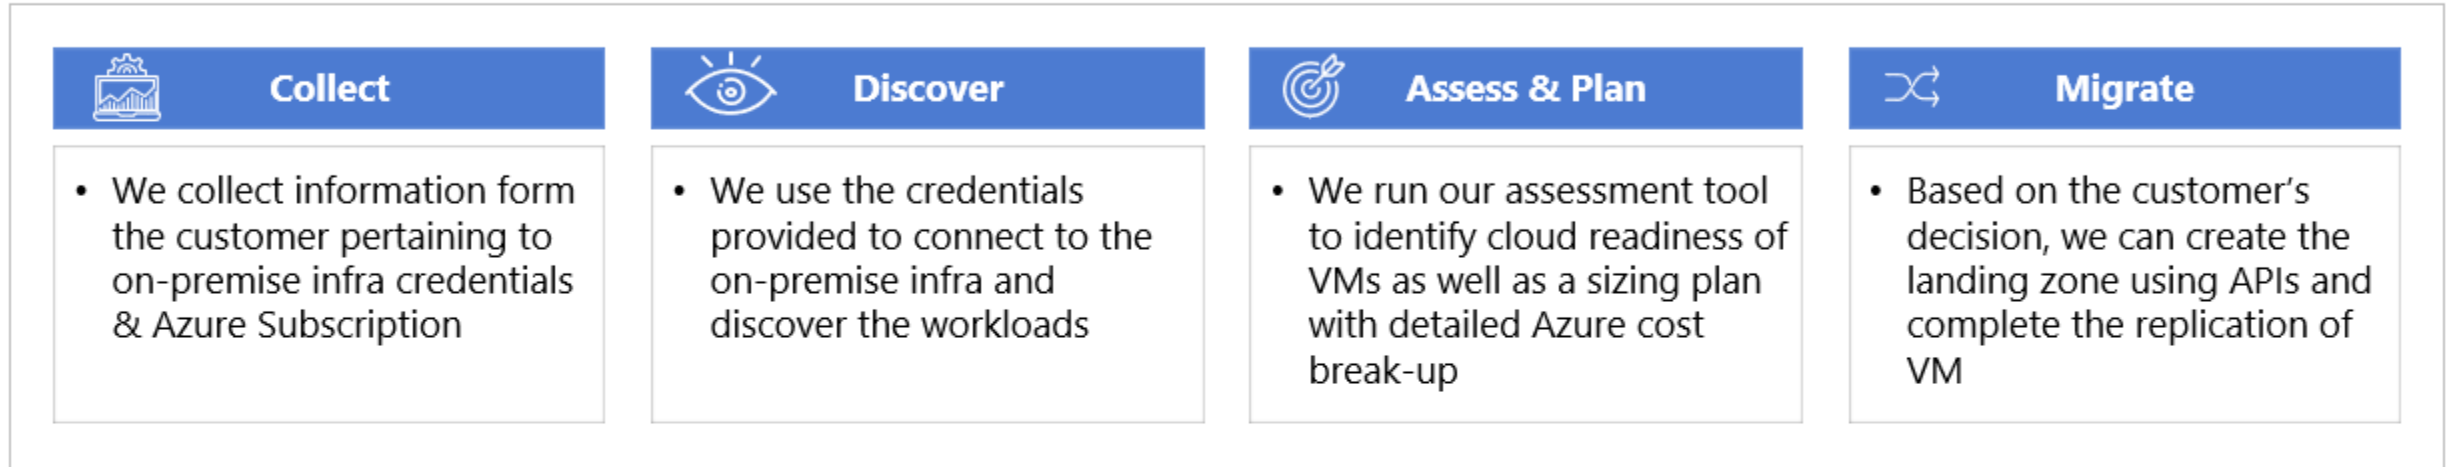 Collect
• We collect information form
the customer pertaining to
on-premise infra credentials
& Azure Subscription
Discover
• We use the credentials
provided to connect to the
on-premise infra and
discover the workloads
Assess & Plan
• We run our assessment tool
to identify cloud readiness of
VMs as well as a sizing plan
with detailed Azure cost
break-up
Migrate
• Based on the customer’s
decision, we can create the
landing zone using APIs and
complete the replication of
VM